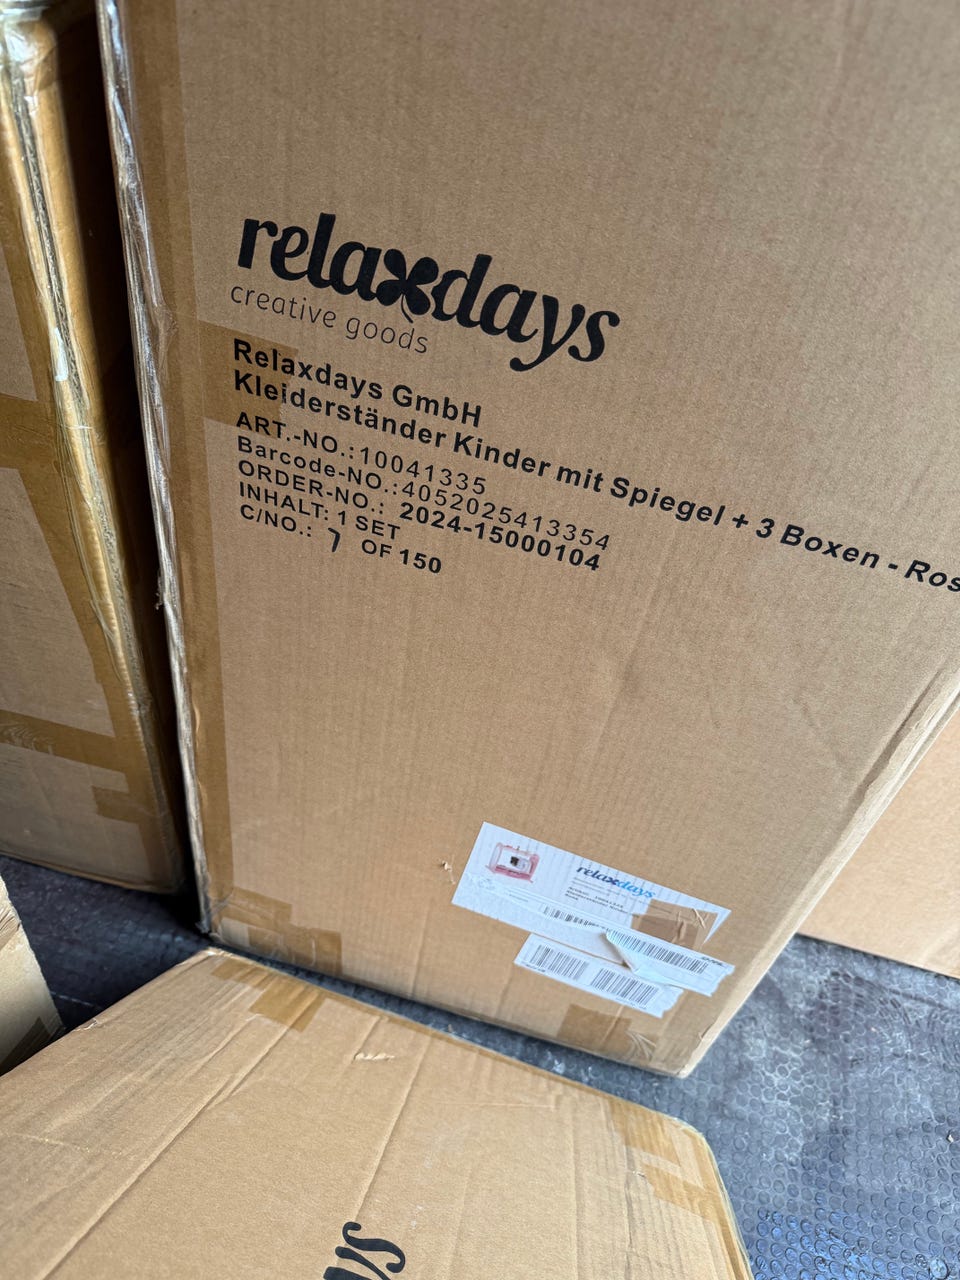 relaxdays
creative goods
Relaxdays GmbH
Kleiderständer Kinder mit Spiegel + 3 Boxen - Ros
ART.-NO.:10041335
Barcode-NO.:4052025413354
ORDER-NO.: 2024-15000104
INHALT: 1 SET
C/NO.: 7 OF 150
relaxdays
ys